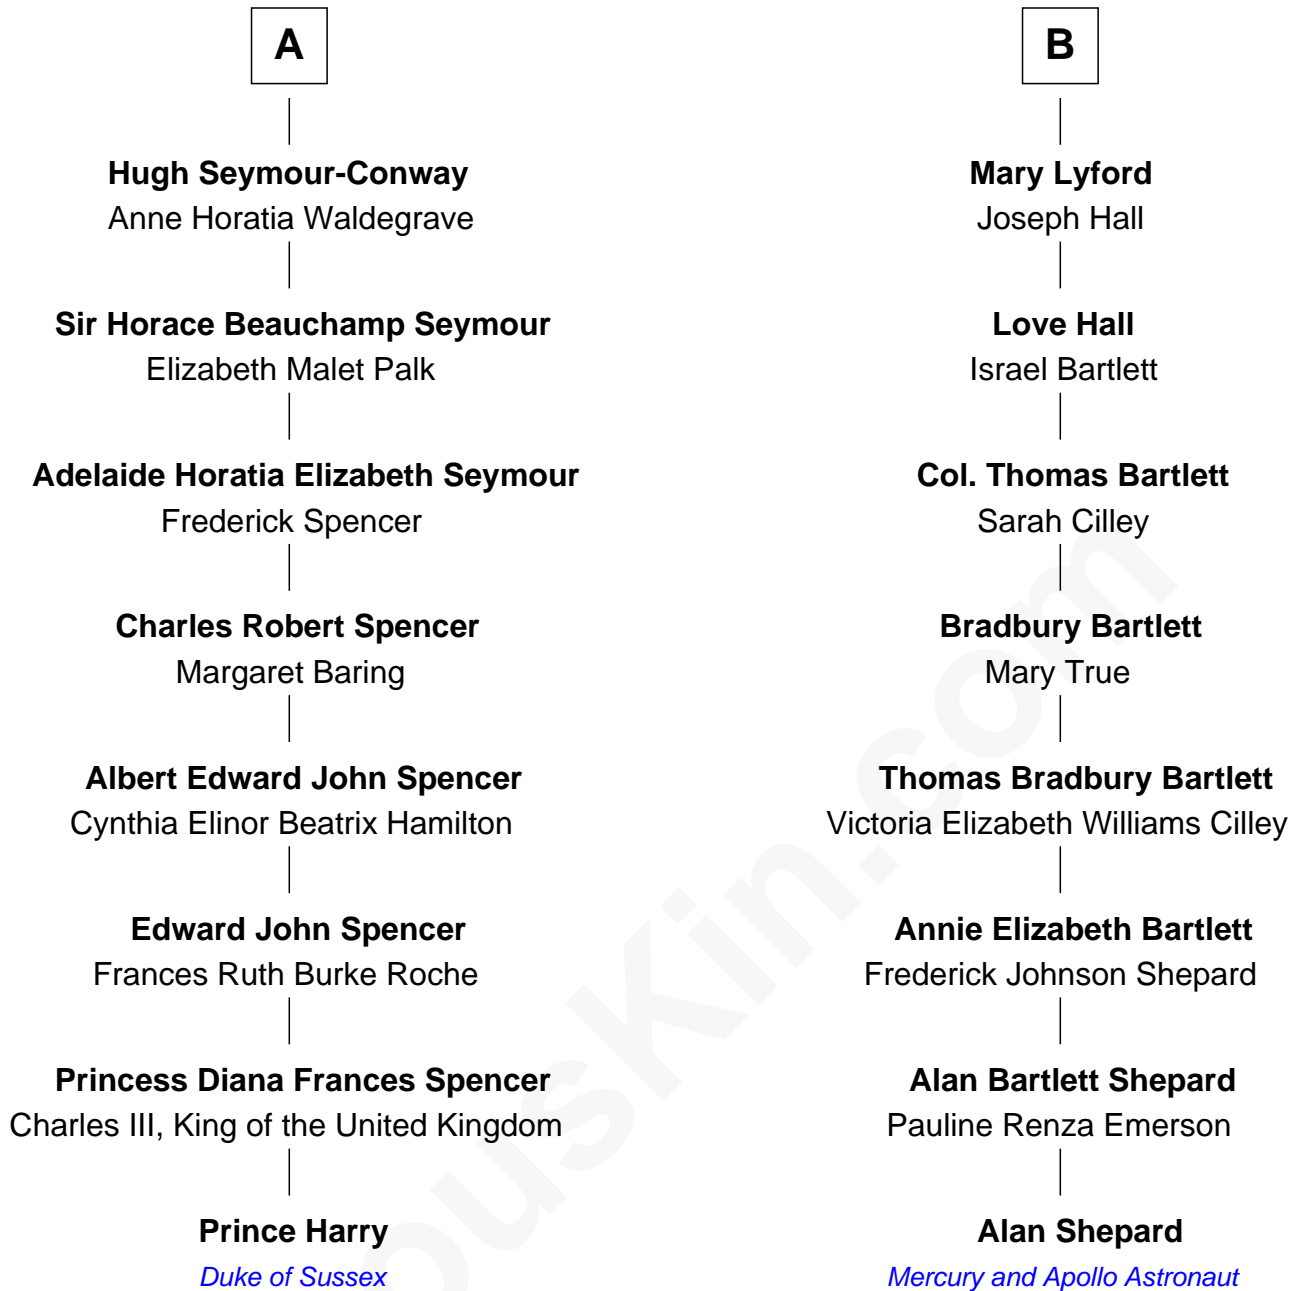 A
Hugh Seymour-Conway
Anne Horatia Waldegrave
Sir Horace Beauchamp Seymour
Elizabeth Malet Palk
Adelaide Horatia Elizabeth Seymour
Frederick Spencer
Charles Robert Spencer
Margaret Baring
Albert Edward John Spencer
Cynthia Elinor Beatrix Hamilton
Edward John Spencer
Frances Ruth Burke Roche
Princess Diana Frances Spencer
Charles III, King of the United Kingdom
Prince Harry
Duke of Sussex
B
Mary Lyford
Joseph Hall
Love Hall
Israel Bartlett
Col. Thomas Bartlett
Sarah Cilley
Bradbury Bartlett
Mary True
Thomas Bradbury Bartlett
Victoria Elizabeth Williams Cilley
Annie Elizabeth Bartlett
Frederick Johnson Shepard
Alan Bartlett Shepard
Pauline Renza Emerson
Alan Shepard
Mercury and Apollo Astronaut
ousKin.com